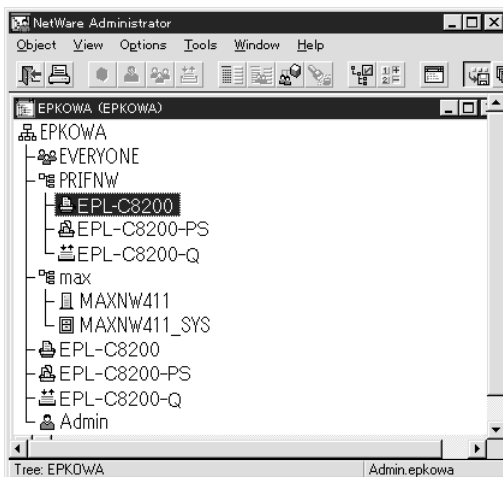 NetWare Administrator
Object View Options Tools Window Help
EPKOWA (EPKOWA)
EPKOWA
EVERYONE
PRIFNW
EPL-C8200
EPL-C8200-PS
EPL-C8200-Q
max
MAXNW411
MAXNW411_SYS
EPL-C8200
EPL-C8200-PS
EPL-C8200-Q
Admin
Tree: EPKOWA Admin.epkowa